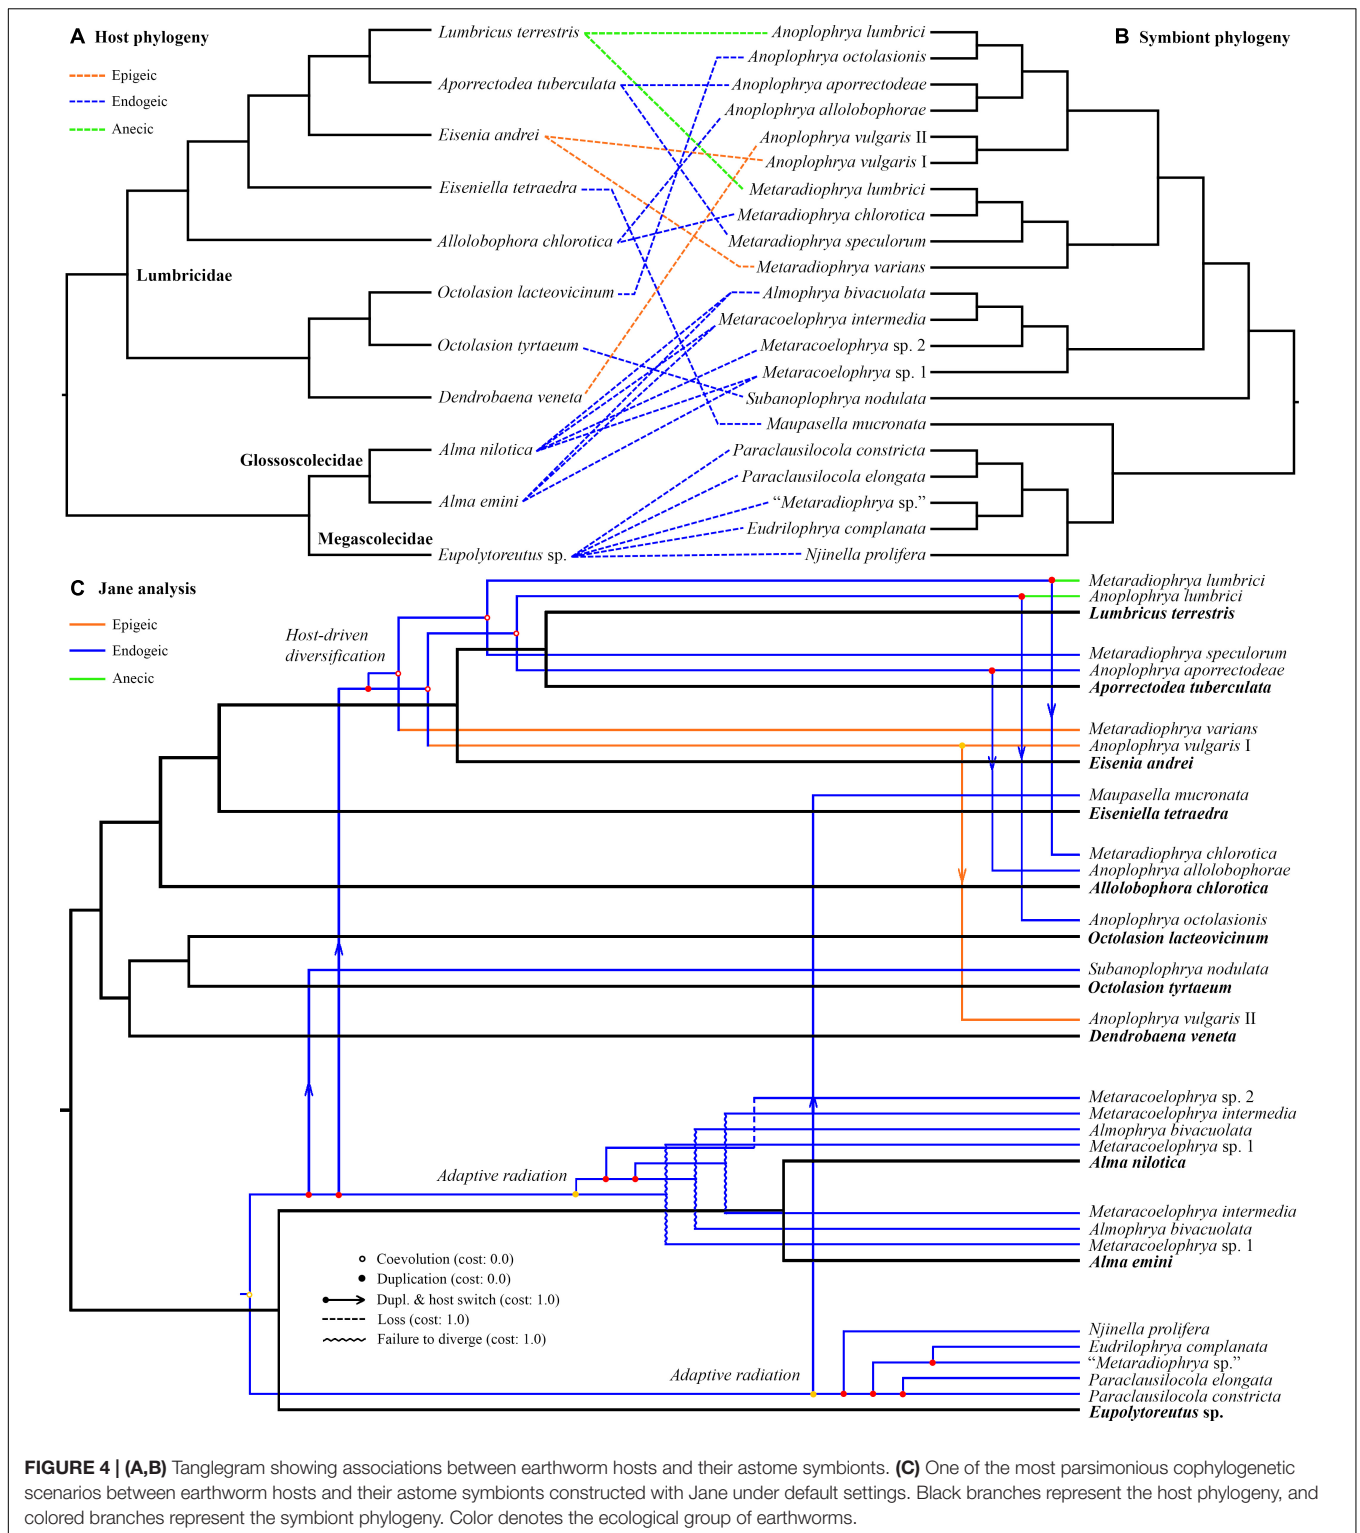 A Host phylogeny
Epigeic
Endogeic
Anecic
Lumbricidae
Glossoscolecidae
Megascolecidae
Lumbricus terrestris
Aporrectodea tuberculata
Eisenia andrei
Eiseniella tetraedra
Allolobophora chlorotica
Octolasion lacteovicinum
Octolasion tyrtaeum
Dendrobaena veneta
Alma nilotica
Alma emini
Eupolytoreutus sp.
B Symbiont phylogeny
Anoplophrya lumbrici
Anoplophrya octolasionis
Anoplophrya aporrectodeae
Anoplophrya allolobophorae
Anoplophrya vulgaris II
Anoplophrya vulgaris I
Metaradiophrya lumbrici
Metaradiophrya chlorotica
Metaradiophrya speculorum
Metaradiophrya varians
Almophrya bivacuolata
Metaracoelophrya intermedia
Metaracoelophrya sp. 2
Metaracoelophrya sp. 1
Subanoplophrya nodulata
Maupasella mucronata
Paraclausilocola constricta
Paraclausilocola elongata
“Metaradiophrya sp.”
Eudrilophrya complanata
Njinella prolifera
C Jane analysis
Epigeic
Endogeic
Anecic
Host-driven
diversification
Metaradiophrya lumbrici
Anoplophrya lumbrici
Lumbricus terrestris
Metaradiophrya speculorum
Anoplophrya aporrectodeae
Aporrectodea tuberculata
Metaradiophrya varians
Anoplophrya vulgaris I
Eisenia andrei
Maupasella mucronata
Eiseniella tetraedra
Metaradiophrya chlorotica
Anoplophrya allolobophorae
Allolobophora chlorotica
Anoplophrya octolasionis
Octolasion lacteovicinum
Subanoplophrya nodulata
Octolasion tyrtaeum
Anoplophrya vulgaris II
Dendrobaena veneta
Adaptive radiation
Metaracoelophrya sp. 2
Metaracoelophrya intermedia
Almophrya bivacuolata
Metaracoelophrya sp. 1
Alma nilotica
Metaracoelophrya intermedia
Almophrya bivacuolata
Metaracoelophrya sp. 1
Alma emini
Coevolution (cost: 0.0)
Duplication (cost: 0.0)
Dupl. & host switch (cost: 1.0)
Loss (cost: 1.0)
Failure to diverge (cost: 1.0)
Adaptive radiation
Njinella prolifera
Eudrilophrya complanata
“Metaradiophrya sp.”
Paraclausilocola elongata
Paraclausilocola constricta
Eupolytoreutus sp.
FIGURE 4 | (A,B) Tanglegram showing associations between earthworm hosts and their astome symbionts. (C) One of the most parsimonious cophylogenetic
scenarios between earthworm hosts and their astome symbionts constructed with Jane under default settings. Black branches represent the host phylogeny, and
colored branches represent the symbiont phylogeny. Color denotes the ecological group of earthworms.